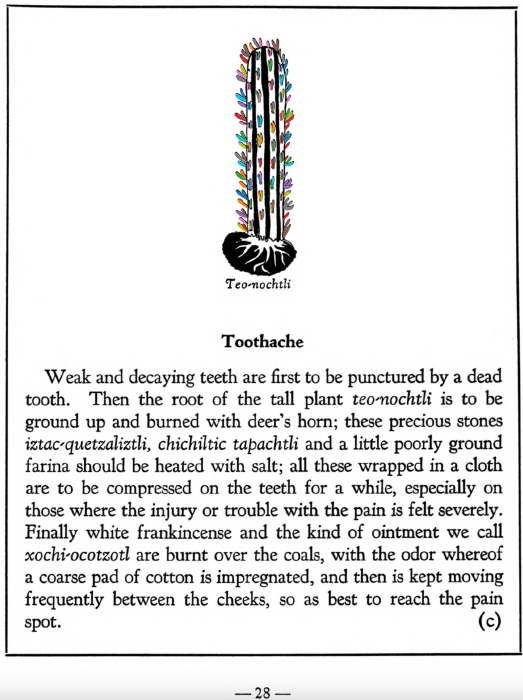 Teo-nochtli
Toothache
Weak and decaying teeth are first to be punctured by a dead
tooth. Then the root of the tall plant teo-nochtli is to be
ground up and burned with deer's horn; these precious stones
iztac-quetzaliztli, chichiltic tapachtli and a little poorly ground
farina should be heated with salt; all these wrapped in a cloth
are to be compressed on the teeth for a while, especially on
those where the injury or trouble with the pain is felt severely.
Finally white frankincense and the kind of ointment we call
xochi-ocotzotl are burnt over the coals, with the odor whereof
a coarse pad of cotton is impregnated, and then is kept moving
frequently between the cheeks, so as best to reach the pain
spot. (c)
— 28 —